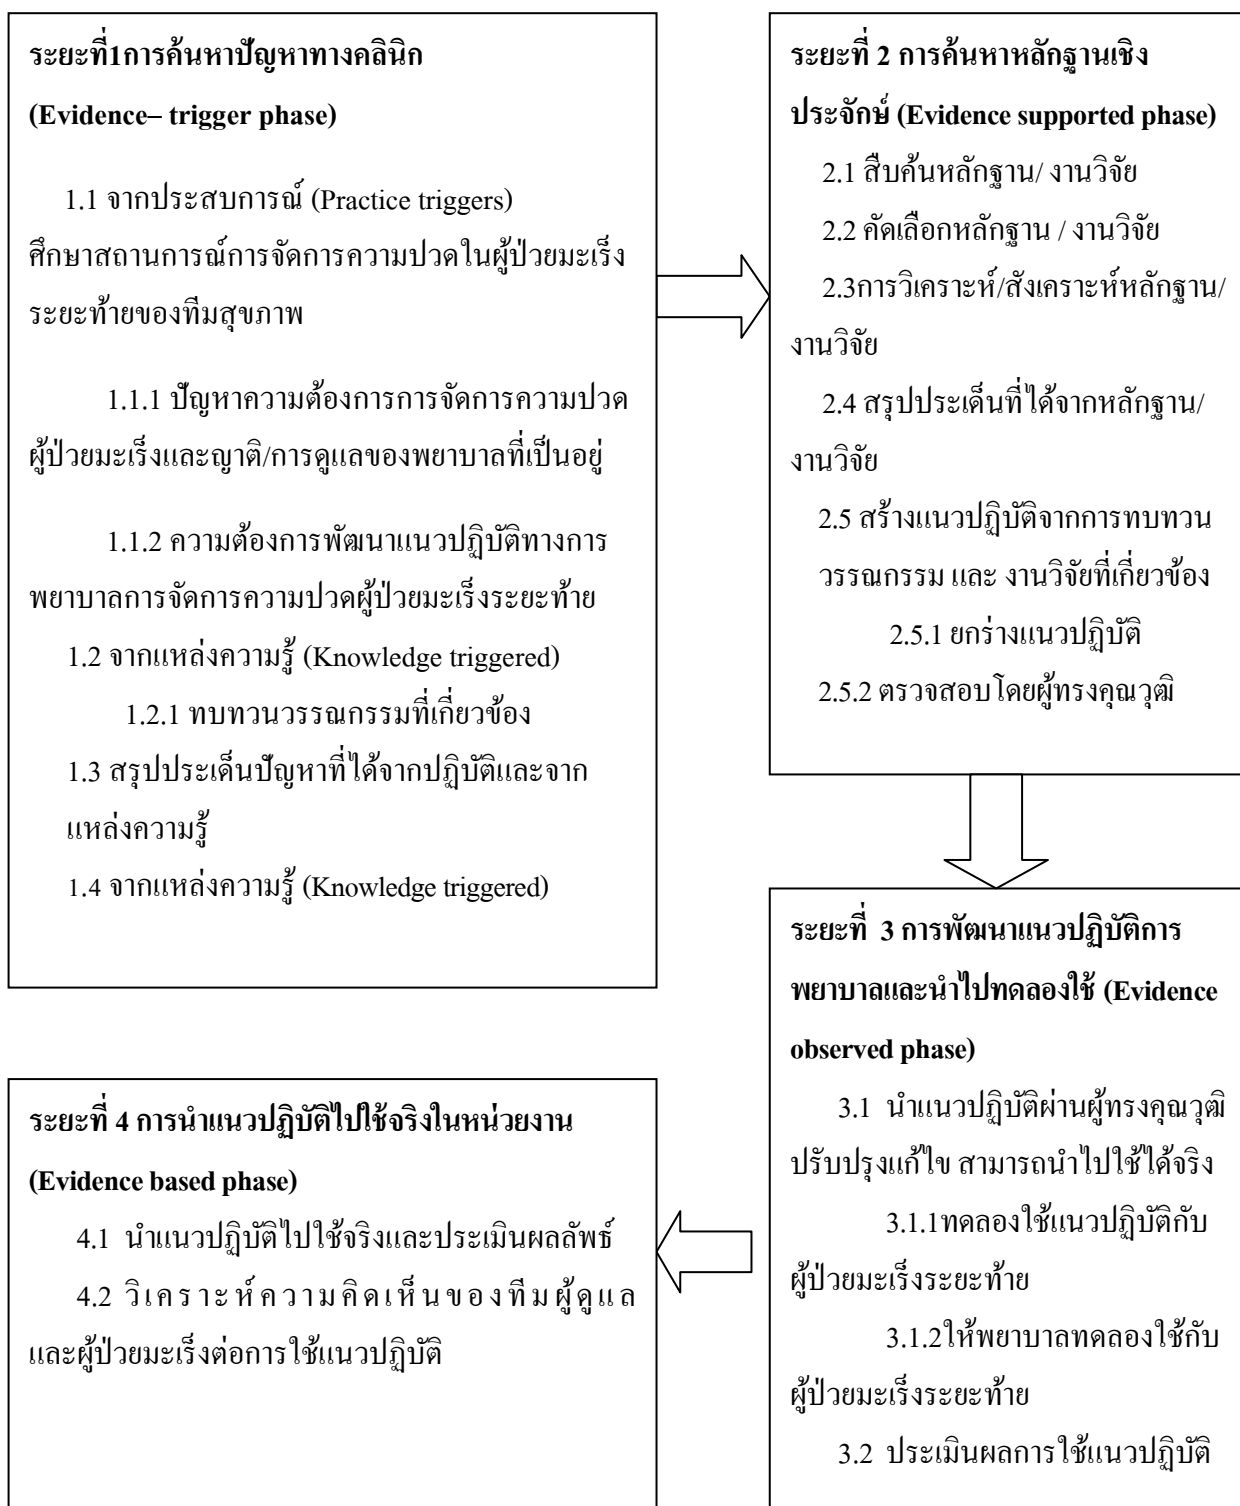 ระยะที่1การค้นหาปัญหาทางคลินิก
(Evidence– trigger phase)
1.1 จากประสบการณ์ (Practice triggers)
ศึกษาสถานการณ์การจัดการความปวดในผู้ป่วยมะเร็ง
ระยะท้ายของทีมสุขภาพ
1.1.1 ปัญหาความต้องการการจัดการความปวด
ผู้ป่วยมะเร็งและญาติ/การดูแลของพยาบาลที่เป็นอยู่
1.1.2 ความต้องการพัฒนาแนวปฏิบัติทางการ
พยาบาลการจัดการความปวดผู้ป่วยมะเร็งระยะท้าย
1.2 จากแหล่งความรู้ (Knowledge triggered)
1.2.1 ทบทวนวรรณกรรมที่เกี่ยวข้อง
1.3 สรุปประเด็นปัญหาที่ได้จากปฏิบัติและจาก
แหล่งความรู้
1.4 จากแหล่งความรู้ (Knowledge triggered)
ระยะที่ 2 การค้นหาหลักฐานเชิง
ประจักษ์ (Evidence supported phase)
2.1 สืบค้นหลักฐาน/ งานวิจัย
2.2 คัดเลือกหลักฐาน / งานวิจัย
2.3การวิเคราะห์/สังเคราะห์หลักฐาน/
งานวิจัย
2.4 สรุปประเด็นที่ได้จากหลักฐาน/
งานวิจัย
2.5 สร้างแนวปฏิบัติจากการทบทวน
วรรณกรรม และ งานวิจัยที่เกี่ยวข้อง
2.5.1 ยกร่างแนวปฏิบัติ
2.5.2 ตรวจสอบโดยผู้ทรงคุณวุฒิ
ระยะที่ 3 การพัฒนาแนวปฏิบัติการ
พยาบาลและนำไปทดลองใช้ (Evidence
observed phase)
3.1 นำแนวปฏิบัติผ่านผู้ทรงคุณวุฒิ
ปรับปรุงแก้ไข สามารถนำไปใช้ได้จริง
3.1.1ทดลองใช้แนวปฏิบัติกับ
ผู้ป่วยมะเร็งระยะท้าย
3.1.2ให้พยาบาลทดลองใช้กับ
ผู้ป่วยมะเร็งระยะท้าย
3.2 ประเมินผลการใช้แนวปฏิบัติ
ระยะที่ 4 การนำแนวปฏิบัติไปใช้จริงในหน่วยงาน
(Evidence based phase)
4.1 นำแนวปฏิบัติไปใช้จริงและประเมินผลลัพธ์
4.2 วิเคราะห์ความคิดเห็นของทีมผู้ดูแล
และผู้ป่วยมะเร็งต่อการใช้แนวปฏิบัติ